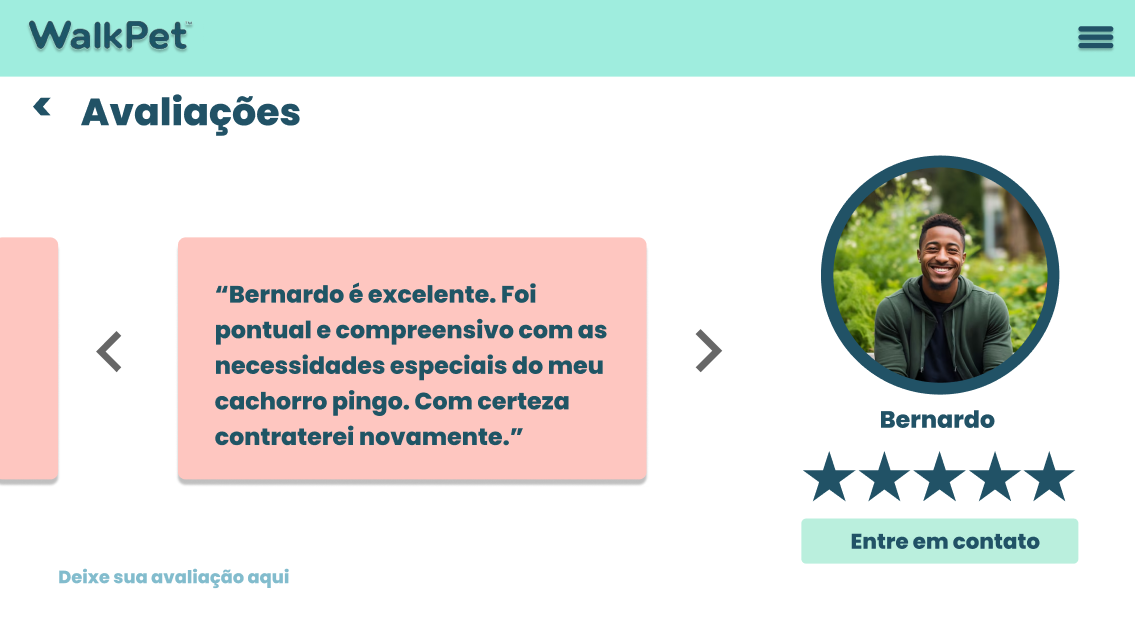 WalkPet™
Avaliações
“Bernardo é excelente. Foi
pontual e compreensivo com as
necessidades especiais do meu
cachorro pingo. Com certeza
contraterei novamente.”
Bernardo
Entre em contato
Deixe sua avaliação aqui